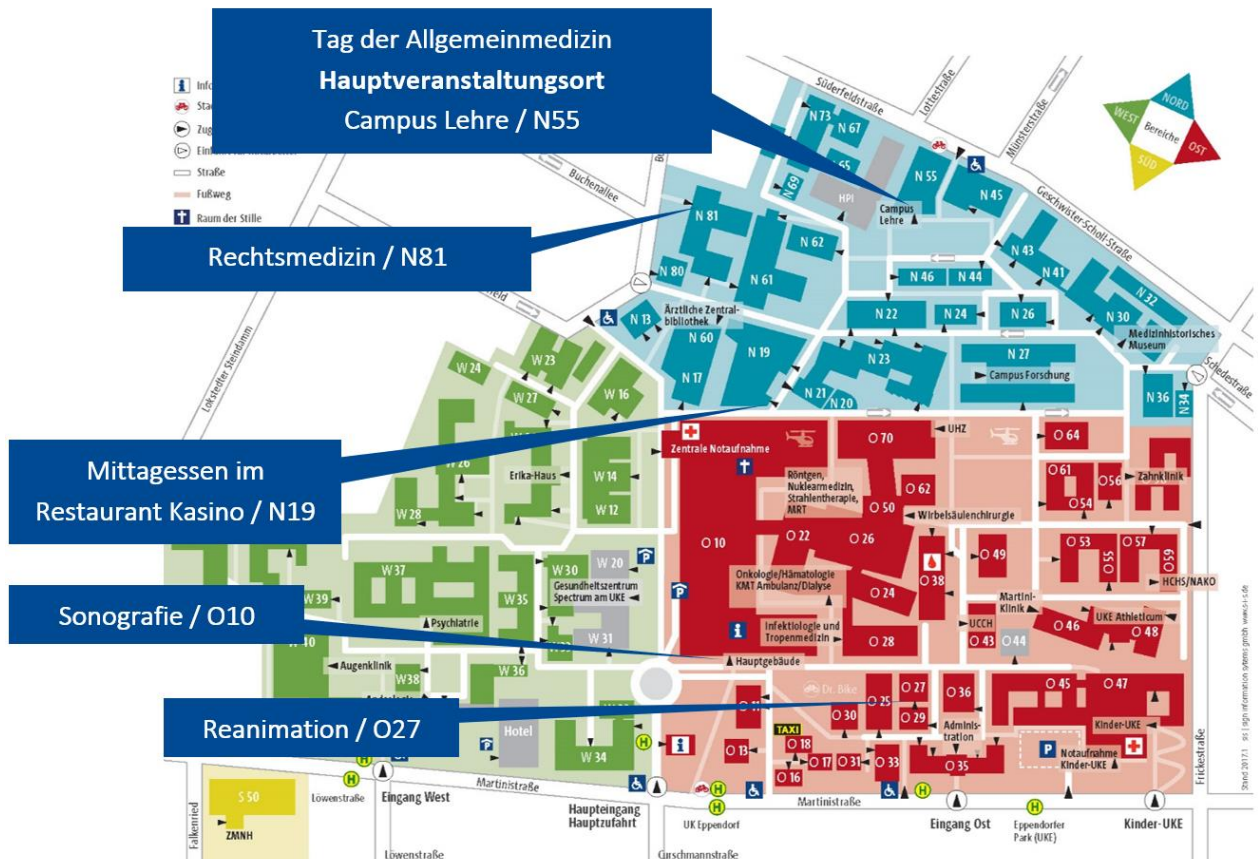 Tag der Allgemeinmedizin
Hauptveranstaltungsort
Campus Lehre / N55
Rechtsmedizin / N81
Mittagessen im
Restaurant Kasino / N19
Sonografie / O10
Reanimation / O27
NORD
WEST
OST
SÜD
Bereiche
Straße
Fußweg
Raum der Stille
Süderfeldstraße
Lottestraße
Münsterstraße
Geschwister-Scholl-Straße
Buchenallee
Lokstedter Steindamm
Schedestraße
Frickestraße
N 73
N 67
N 69
HPI
N 55
N 45
Campus
Lehre
N 81
N 62
N 61
N 80
N 43
N 41
N 46
N 44
N 32
N 30
N 13
Ärztliche Zentral-
bibliothek
N 60
N 22
N 24
N 26
Medizinhistorisches
Museum
N 17
N 19
N 23
N 27
Campus Forschung
N 21
N 20
N 36
N 34
W 24
W 23
W 27
W 16
W 26
Erika-Haus
W 14
W 12
W 28
W 37
W 39
W 35
W 30
W 20
Gesundheitszentrum
Spectrum am UKE
W 31
Psychiatrie
Augenklinik
W 38
W 36
Hotel
W 34
Zentrale Notaufnahme
O 70
UHZ
O 64
Röntgen,
Nuklearmedizin,
Strahlentherapie,
MRT
O 62
O 50
Wirbelsäulenchirurgie
O 61
O 56
O 54
Zahnklinik
O 10
O 22
O 26
O 38
O 49
O 53
O 55
O 57
O 59
HCHS/NAKO
Onkologie/Hämatologie
KMT Ambulanz/Dialyse
O 24
Martini-
Klinik
UKE Athleticum
Infektiologie und
Tropenmedizin
O 28
UCCH
O 43
O 44
O 46
O 48
Hauptgebäude
Dr. Bike
O 25
O 27
O 36
O 45
O 47
O 30
O 29
Adminis-
tration
Kinder-UKE
TAXI
O 13
O 18
O 17
O 16
O 31
O 33
O 35
P
Notaufnahme
Kinder-UKE
S 50
ZMNH
Falkenried
Löwenstraße
Eingang West
Martinistraße
Haupteingang
Hauptzufahrt
UK Eppendorf
Martinistraße
Eingang Ost
Eppendorfer
Park (UKE)
Kinder-UKE
Löwenstraße
Curschmannstraße